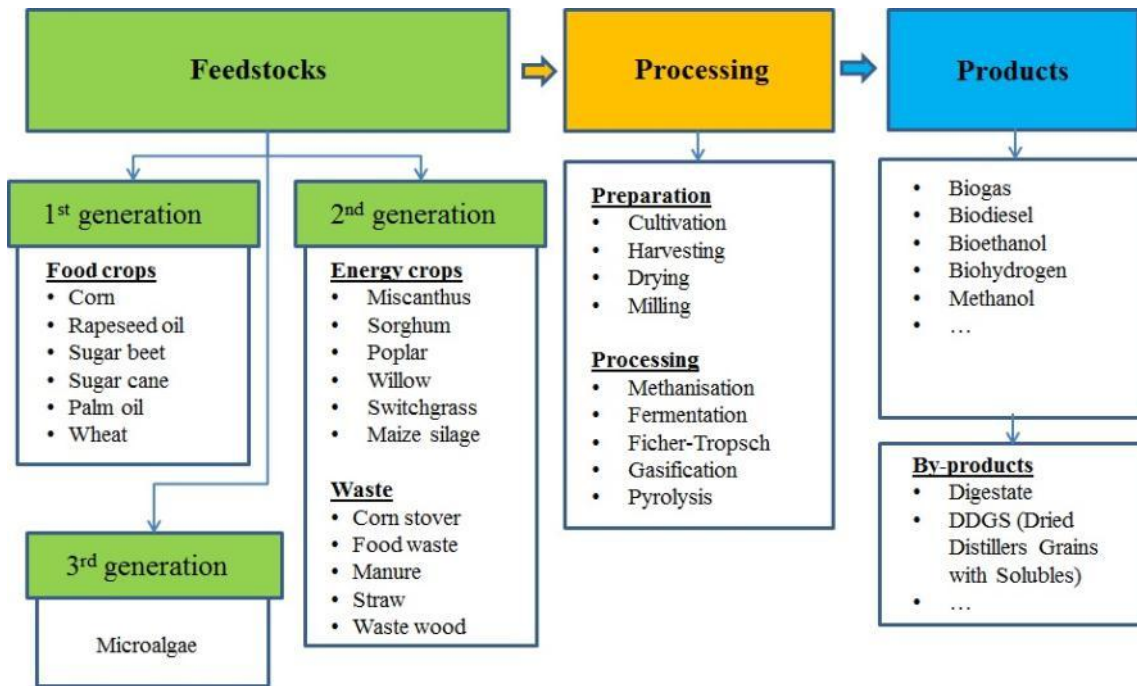 Feedstocks
Processing
Products
1st generation
Food crops
• Corn
• Rapeseed oil
• Sugar beet
• Sugar cane
• Palm oil
• Wheat
2nd generation
Energy crops
• Miscanthus
• Sorghum
• Poplar
• Willow
• Switchgrass
• Maize silage
Waste
• Corn stover
• Food waste
• Manure
• Straw
• Waste wood
3rd generation
Microalgae
Preparation
• Cultivation
• Harvesting
• Drying
• Milling
Processing
• Methanisation
• Fermentation
• Ficher-Tropsch
• Gasification
• Pyrolysis
• Biogas
• Biodiesel
• Bioethanol
• Biohydrogen
• Methanol
• …
By-products
• Digestate
• DDGS (Dried
Distillers Grains
with Solubles)
• …